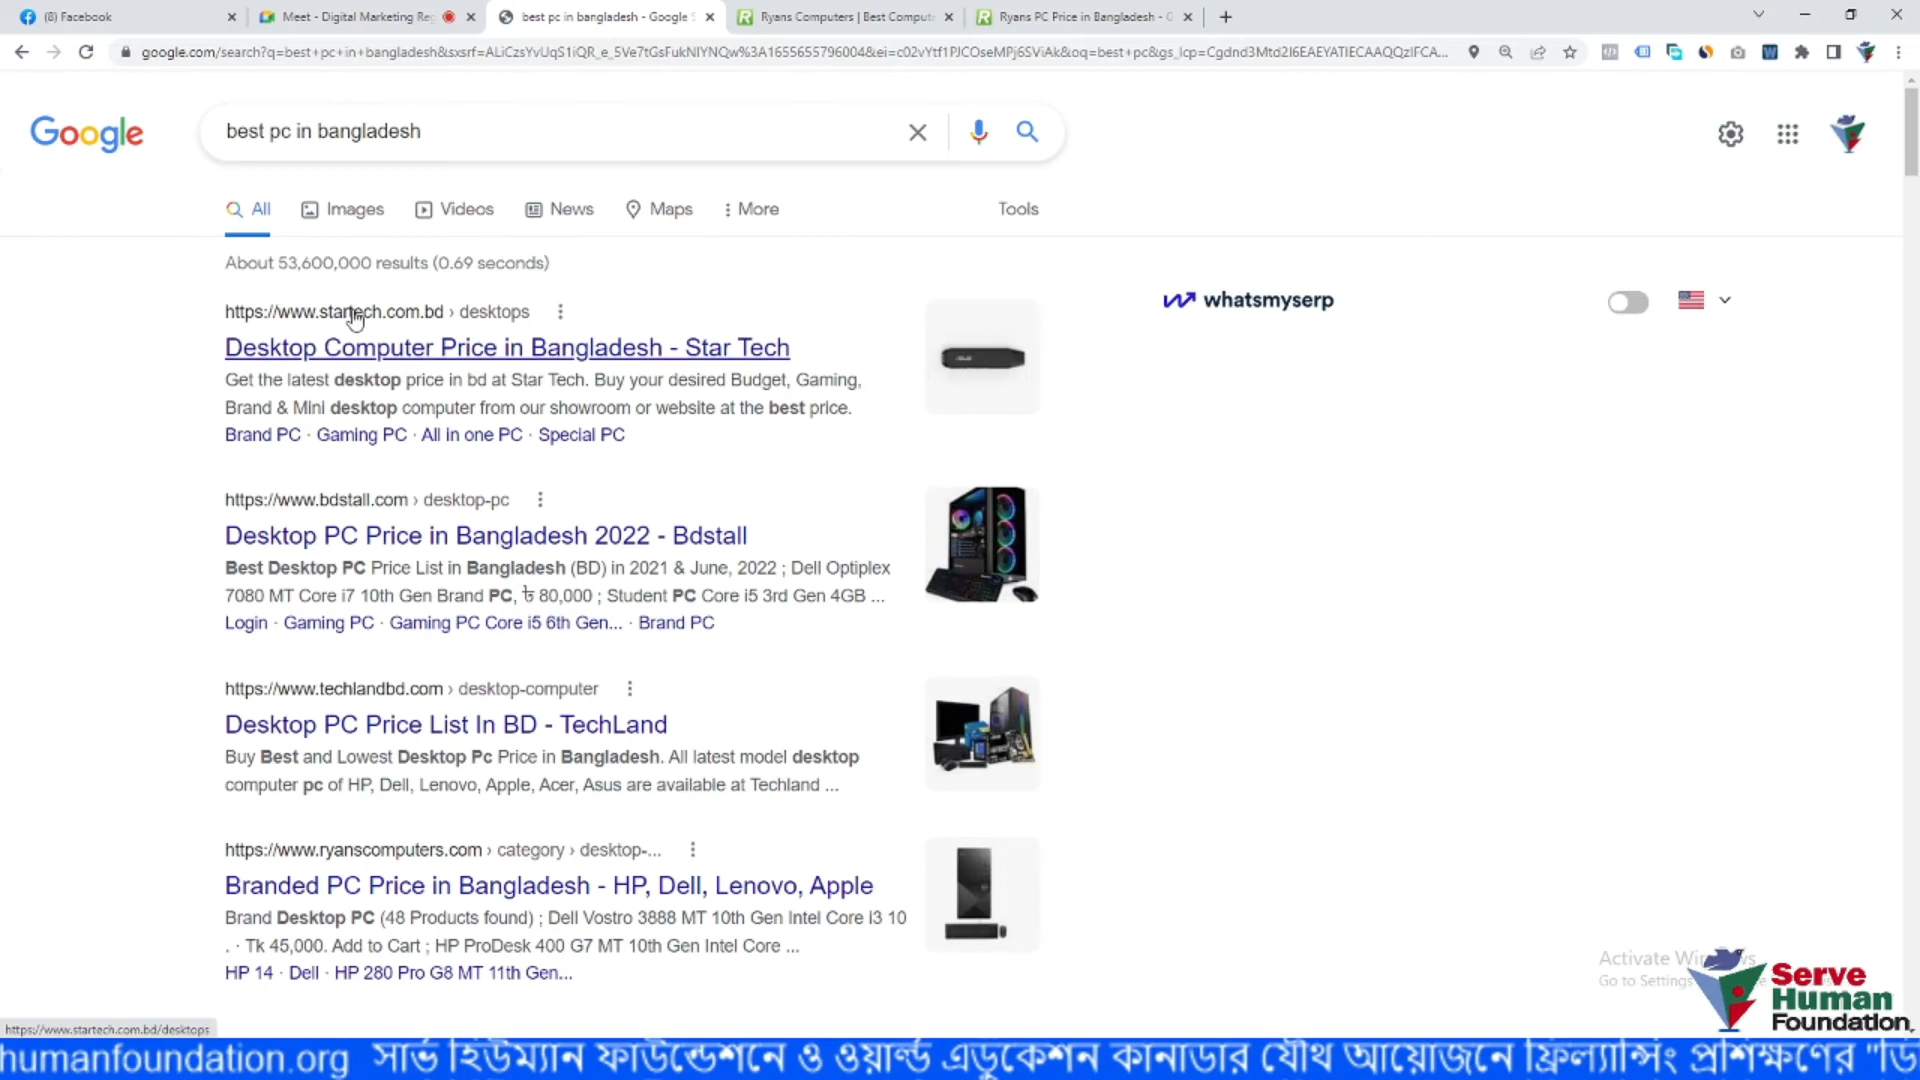 (8) Facebook
Meet - Digital Marketing Reg
best pc in bangladesh - Google S
Ryans Computers | Best Compute
Ryans PC Price in Bangladesh - G
google.com/search?q=best+pc+in+bangladesh&sxsrf=ALiCzsYvUqS1iQR_e_5Ve7tGsFukNIYNQw%3A1655655796004&ei=c02vYtf1PJCOseMPj6SViAk&oq=best+pc&gs_lcp=Cgdnd3Mtd2l6EAEYATIECAAQQzIFCA...
Google
best pc in bangladesh
All
Images
Videos
News
Maps
More
Tools
About 53,600,000 results (0.69 seconds)
https://www.startech.com.bd › desktops
Desktop Computer Price in Bangladesh - Star Tech
Get the latest desktop price in bd at Star Tech. Buy your desired Budget, Gaming,
Brand & Mini desktop computer from our showroom or website at the best price.
Brand PC · Gaming PC · All in one PC · Special PC
whatsmyserp
https://www.bdstall.com › desktop-pc
Desktop PC Price in Bangladesh 2022 - Bdstall
Best Desktop PC Price List in Bangladesh (BD) in 2021 & June, 2022 ; Dell Optiplex
7080 MT Core i7 10th Gen Brand PC, ৳ 80,000 ; Student PC Core i5 3rd Gen 4GB ...
Login · Gaming PC · Gaming PC Core i5 6th Gen... · Brand PC
https://www.techlandbd.com › desktop-computer
Desktop PC Price List In BD - TechLand
Buy Best and Lowest Desktop Pc Price in Bangladesh. All latest model desktop
computer pc of HP, Dell, Lenovo, Apple, Acer, Asus are available at Techland ...
https://www.ryanscomputers.com › category › desktop-...
Branded PC Price in Bangladesh - HP, Dell, Lenovo, Apple
Brand Desktop PC (48 Products found) ; Dell Vostro 3888 MT 10th Gen Intel Core I3 10
. · Tk 45,000. Add to Cart ; HP ProDesk 400 G7 MT 10th Gen Intel Core ...
HP 14 · Dell · HP 280 Pro G8 MT 11th Gen...
Activate Windows
Go to Settings
Serve
Human
Foundation
https://www.startech.com.bd/desktops
humanfoundation.org সার্ভ হিউম্যান ফাউন্ডেশনে ও ওয়ার্ল্ড এডুকেশন কানাডার যৌথ আয়োজনে ফ্রিল্যান্সিং প্রশিক্ষণের "ডি